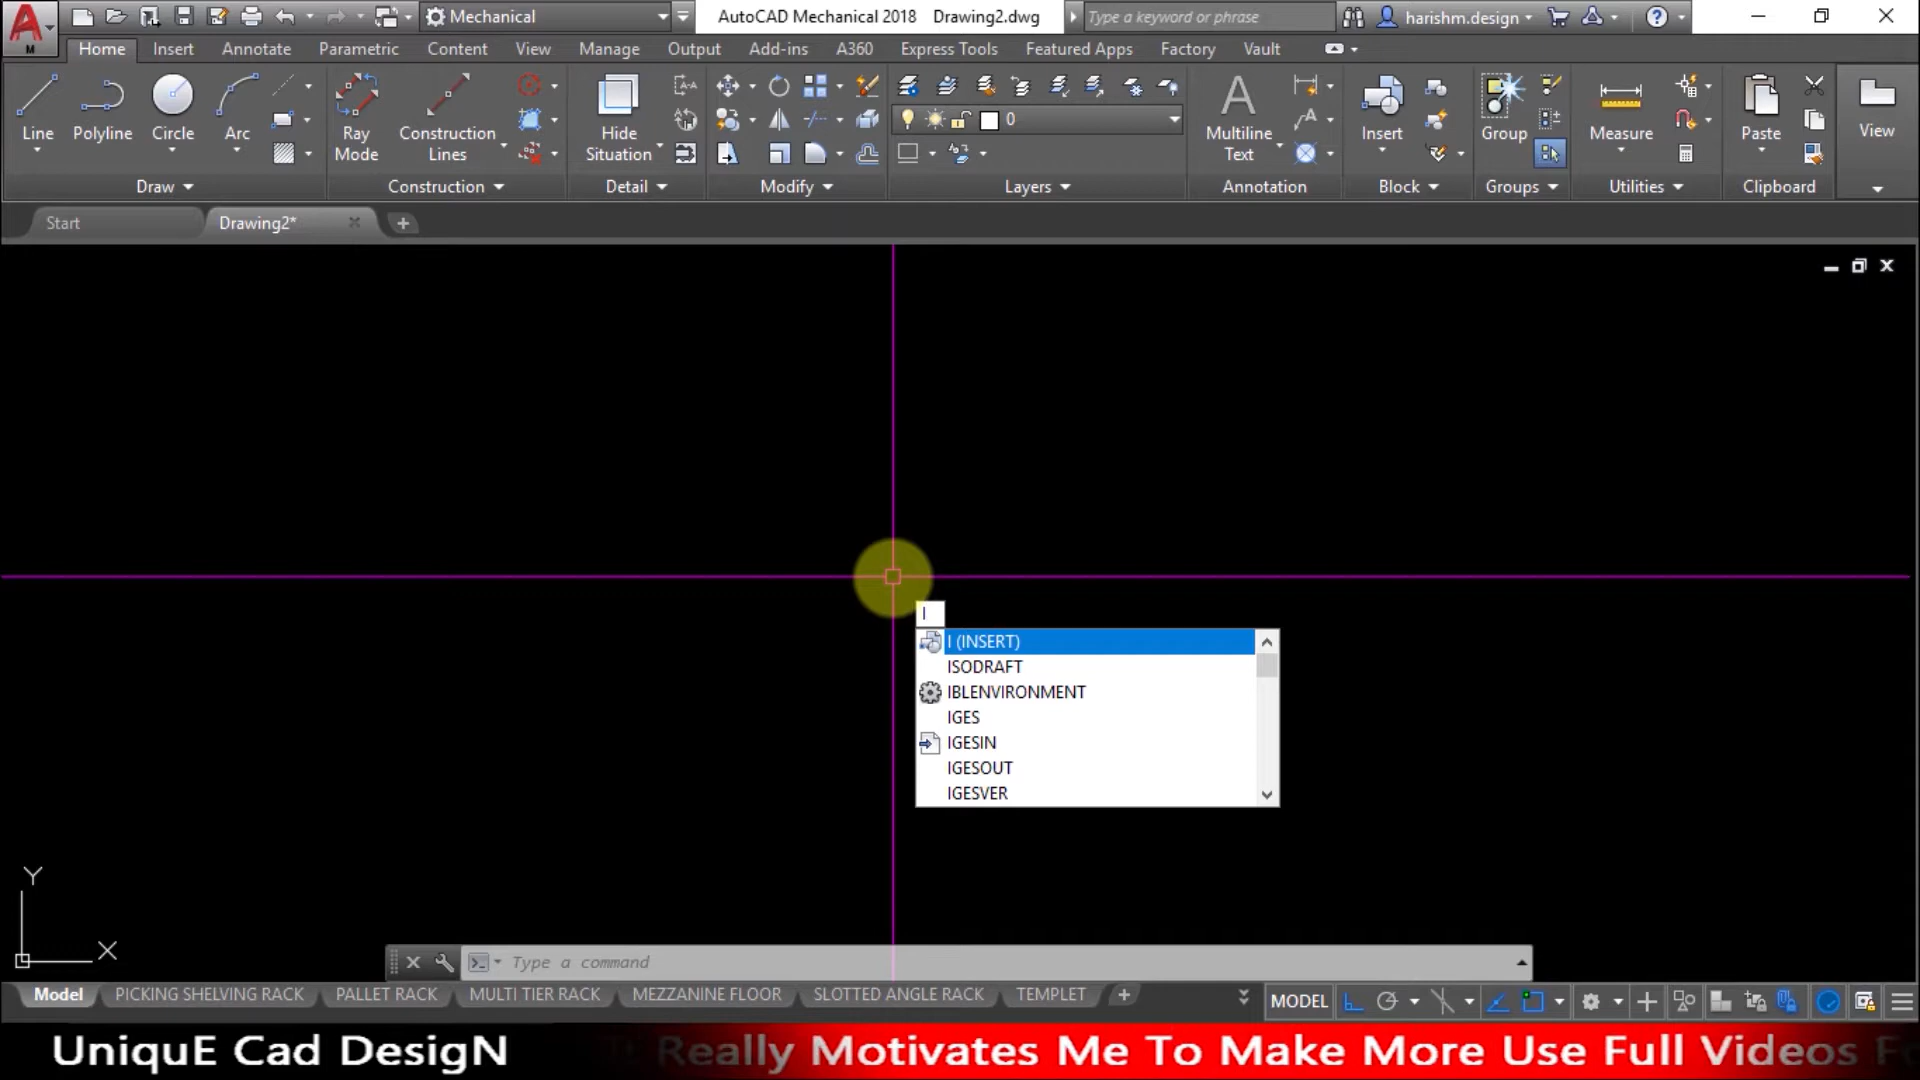 Mechanical
AutoCAD Mechanical 2018 Drawing2.dwg
Type a keyword or phrase
harishm.design
M
Home Insert Annotate Parametric Content View Manage Output Add-ins A360 Express Tools Featured Apps Factory Vault
Line Polyline Circle Arc
Ray Mode
Construction Lines
Hide Situation
0
Multiline Text
Insert Group Measure Paste View
Draw Construction Detail Modify Layers Annotation Block Groups Utilities Clipboard
Start Drawing2*
I
I (INSERT)
ISODRAFT
IBLENVIRONMENT
IGES
IGESIN
IGESOUT
IGESVER
Y
X
Type a command
Model PICKING SHELVING RACK PALLET RACK MULTI TIER RACK MEZZANINE FLOOR SLOTTED ANGLE RACK TEMPLET MODEL
UniquE Cad DesigN Really Motivates Me To Make More Use Full Videos